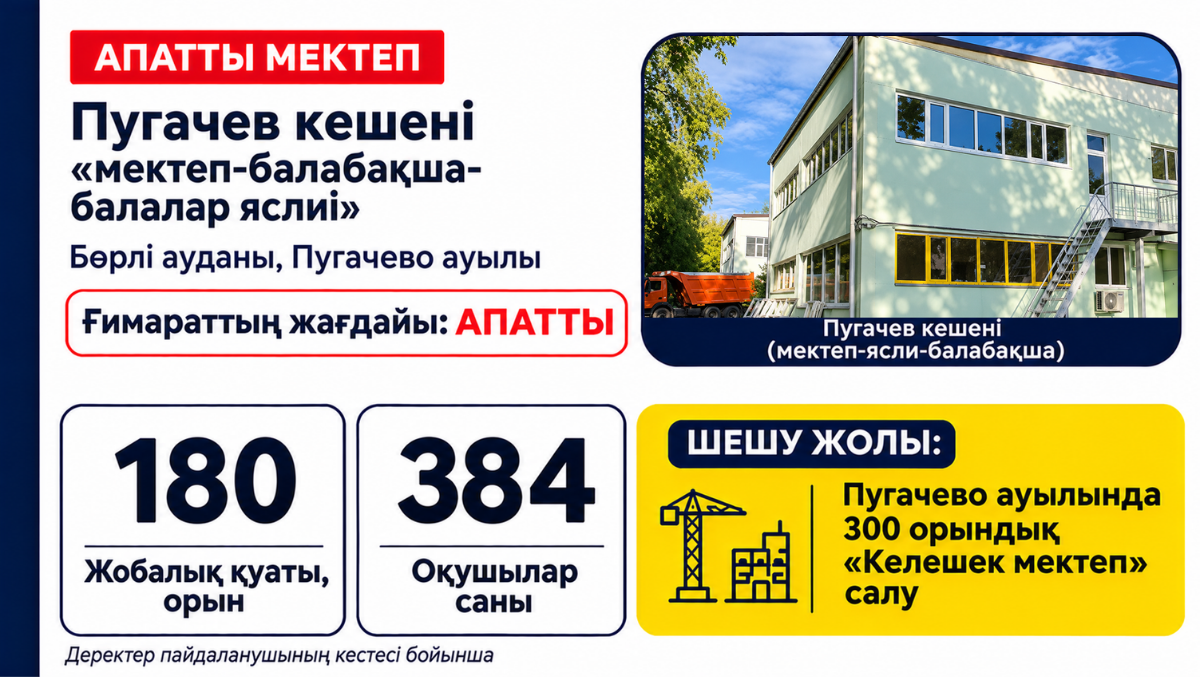 АПАТТЫ МЕКТЕП
Пугачев кешені
«мектеп-балабақша-
балалар яслиі»
Бөрлі ауданы, Пугачево ауылы
Ғимараттың жағдайы: АПАТТЫ
Пугачев кешені
(мектеп-ясли-балабақша)
180
Жобалық қуаты,
орын
384
Оқушылар
саны
ШЕШУ ЖОЛЫ:
Пугачево ауылында
300 орындық
«Келешек мектеп»
салу
Деректер пайдаланушының кестесі бойынша